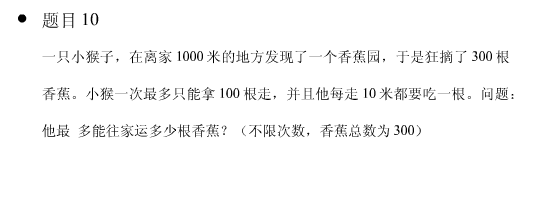 ● 题目 10
一只小猴子，在离家 1000 米的地方发现了一个香蕉园，于是狂摘了 300 根
香蕉。小猴一次最多只能拿 100 根走，并且他每走 10 米都要吃一根。问题：
他最 多能往家运多少根香蕉？（不限次数，香蕉总数为 300）